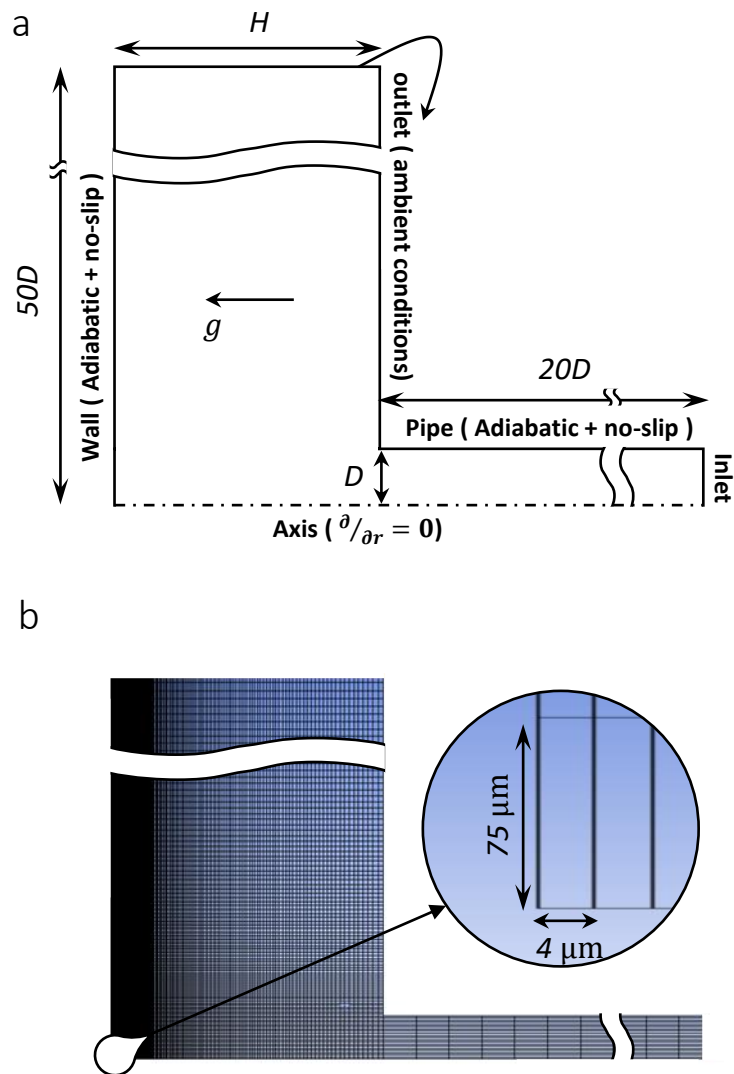 a
H
50D
Wall ( Adiabatic + no-slip )
outlet ( ambient conditions)
g
20D
Pipe ( Adiabatic + no-slip )
D
Inlet
Axis ( ∂/∂r = 0)
b
75 μm
4 μm